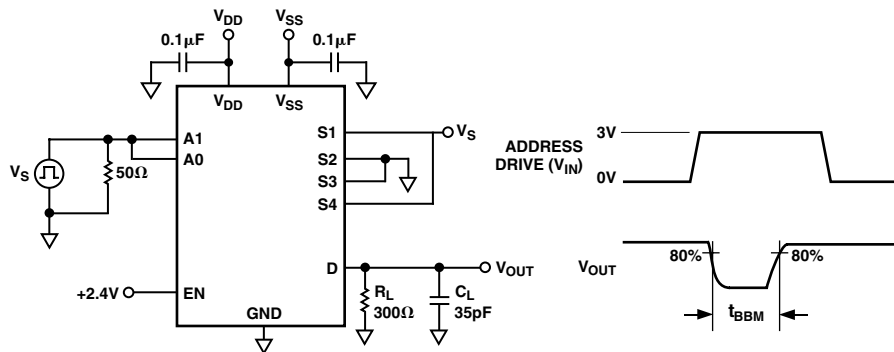 VDD
VSS
0.1μF
0.1μF
VDD
VSS
A1
A0
VS
50Ω
S1
VS
S2
S3
S4
D
VOUT
+2.4V
EN
GND
RL
300Ω
CL
35pF
ADDRESS
DRIVE (VIN)
3V
0V
VOUT
80%
80%
tBBM